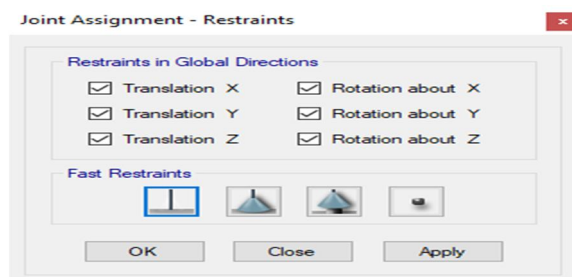 Joint Assignment - Restraints
Restraints in Global Directions
Translation X Rotation about X
Translation Y Rotation about Y
Translation Z Rotation about Z
Fast Restraints
OK Close Apply